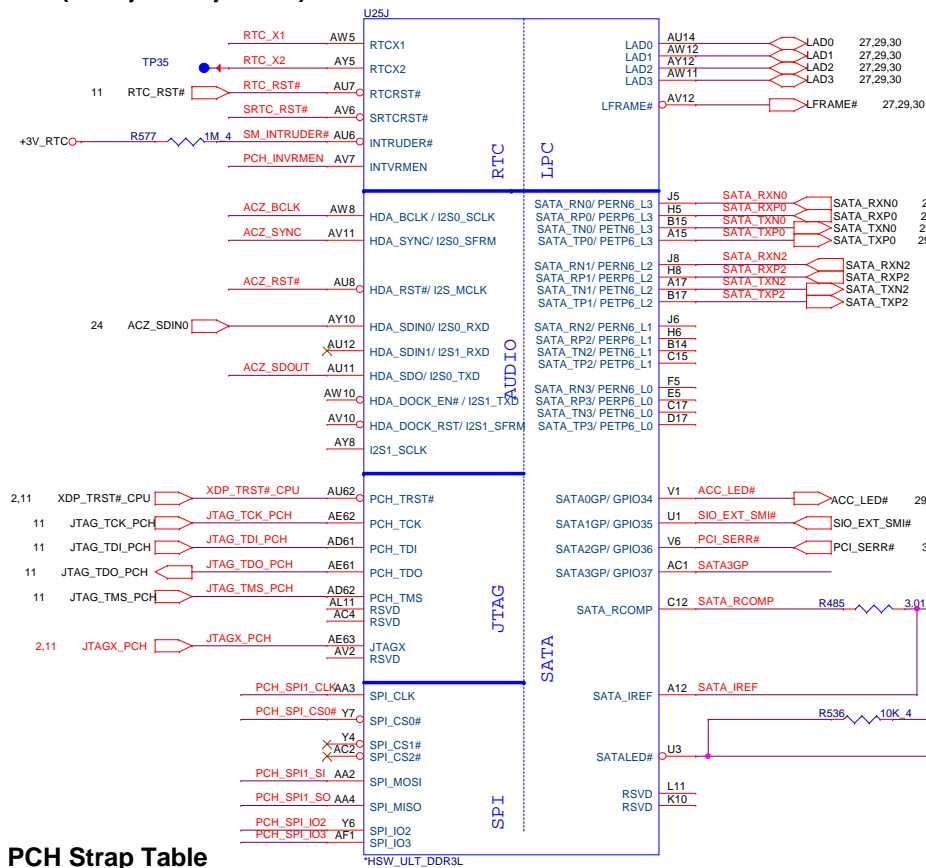 U25J
RTC_X1 AW5 RTCX1
TP35 RTC_X2 AY5 RTCX2
11 RTC_RST# RTC_RST# AU7 RTCRST#
SRTC_RST# AV6 SRTCRST#
+3V_RTC R577 1M_4 SM_INTRUDER# AU6 INTRUDER#
PCH_INVRMEN AV7 INTVRMEN
RTC
LPC
LAD0 AU14 LAD0 27,29,30
LAD1 AW12 LAD1 27,29,30
LAD2 AY12 LAD2 27,29,30
LAD3 AW11 LAD3 27,29,30
LFRAME# AV12 LFRAME# 27,29,30
ACZ_BCLK AW8 HDA_BCLK / I2S0_SCLK
ACZ_SYNC AV11 HDA_SYNC/ I2S0_SFRM
ACZ_RST# AU8 HDA_RST#/ I2S_MCLK
24 ACZ_SDIN0 AY10 HDA_SDIN0/ I2S0_RXD
AU12 HDA_SDIN1/ I2S1_RXD
ACZ_SDOUT AU11 HDA_SDO/ I2S0_TXD
AW10 HDA_DOCK_EN# / I2S1_TXD
AV10 HDA_DOCK_RST/ I2S1_SFRM
AY8 I2S1_SCLK
AUDIO
SATA_RN0/ PERN6_L3 J5 SATA_RXN0 SATA_RXN0
SATA_RP0/ PERP6_L3 H5 SATA_RXP0 SATA_RXP0
SATA_TN0/ PETN6_L3 B15 SATA_TXN0 SATA_TXN0
SATA_TP0/ PETP6_L3 A15 SATA_TXP0 SATA_TXP0
SATA_RN1/ PERN6_L2 J8 SATA_RXN2 SATA_RXN2
SATA_RP1/ PERP6_L2 H8 SATA_RXP2 SATA_RXP2
SATA_TN1/ PETN6_L2 A17 SATA_TXN2 SATA_TXN2
SATA_TP1/ PETP6_L2 B17 SATA_TXP2 SATA_TXP2
SATA_RN2/ PERN6_L1 J6
SATA_RP2/ PERP6_L1 H6
SATA_TN2/ PETN6_L1 B14
SATA_TP2/ PETP6_L1 C15
SATA_RN3/ PERN6_L0 F5
SATA_RP3/ PERP6_L0 E5
SATA_TN3/ PETN6_L0 C17
SATA_TP3/ PETP6_L0 D17
2,11 XDP_TRST#_CPU XDP_TRST#_CPU AU62 PCH_TRST#
11 JTAG_TCK_PCH JTAG_TCK_PCH AE62 PCH_TCK
11 JTAG_TDI_PCH JTAG_TDI_PCH AD61 PCH_TDI
11 JTAG_TDO_PCH JTAG_TDO_PCH AE61 PCH_TDO
11 JTAG_TMS_PCH JTAG_TMS_PCH AD62 PCH_TMS
AL11 RSVD
AC4 RSVD
2,11 JTAGX_PCH JTAGX_PCH AE63 JTAGX
AV2 RSVD
JTAG
SATA
SATA0GP/ GPIO34 V1 ACC_LED# ACC_LED# 29
SATA1GP/ GPIO35 U1 SIO_EXT_SMI# SIO_EXT_SMI#
SATA2GP/ GPIO36 V6 PCI_SERR# PCI_SERR#
SATA3GP/ GPIO37 AC1 SATA3GP
SATA_RCOMP C12 SATA_RCOMP R485 3.01
SATA_IREF A12 SATA_IREF
R536 10K_4
SATALED# U3
RSVD L11
RSVD K10
PCH_SPI1_CLK AA3 SPI_CLK
PCH_SPI_CS0# Y7 SPI_CS0#
Y4 SPI_CS1#
AC2 SPI_CS2#
PCH_SPI1_SI AA2 SPI_MOSI
PCH_SPI1_SO AA4 SPI_MISO
PCH_SPI_IO2 Y6 SPI_IO2
PCH_SPI_IO3 AF1 SPI_IO3
SPI
*HSW_ULT_DDR3L
PCH Strap Table